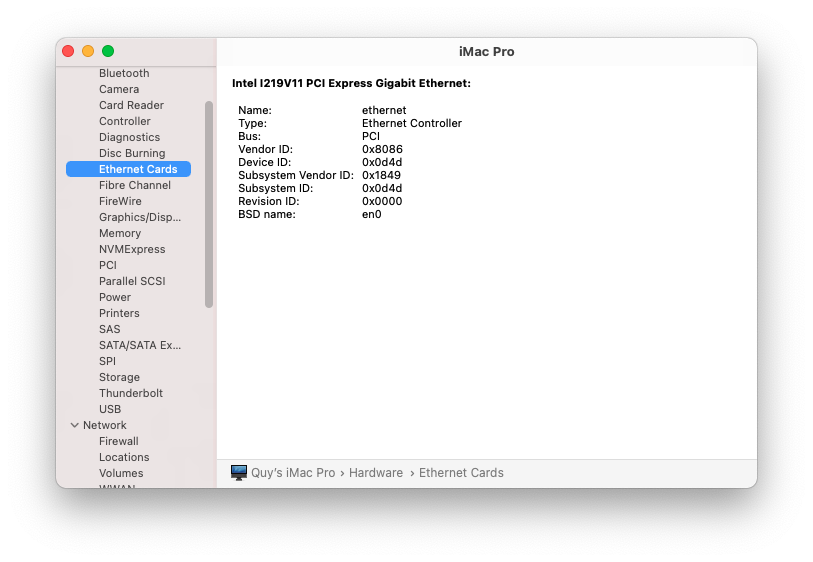 iMac Pro
Bluetooth
Camera
Card Reader
Controller
Diagnostics
Disc Burning
Ethernet Cards
Fibre Channel
FireWire
Graphics/Disp...
Memory
NVMExpress
PCI
Parallel SCSI
Power
Printers
SAS
SATA/SATA Ex...
SPI
Storage
Thunderbolt
USB
Network
Firewall
Locations
Volumes
WWAN
Intel I219V11 PCI Express Gigabit Ethernet:
Name: ethernet
Type: Ethernet Controller
Bus: PCI
Vendor ID: 0x8086
Device ID: 0x0d4d
Subsystem Vendor ID: 0x1849
Subsystem ID: 0x0d4d
Revision ID: 0x0000
BSD name: en0
Quy's iMac Pro › Hardware › Ethernet Cards